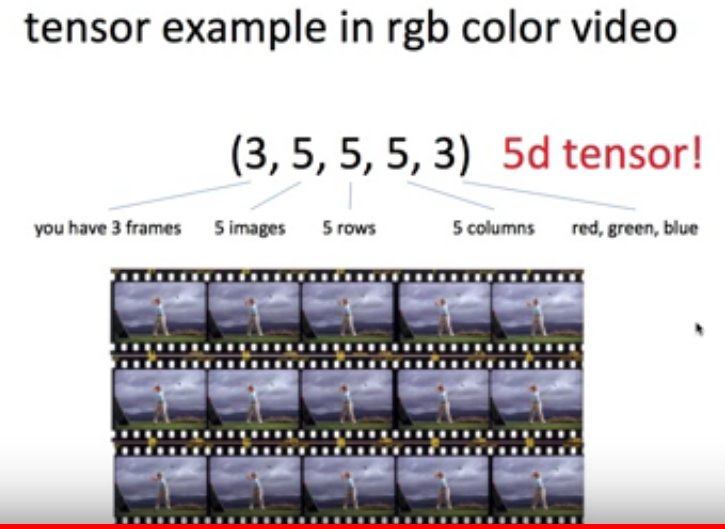 tensor example in rgb color video
(3, 5, 5, 5, 3) 5d tensor!
you have 3 frames 5 images 5 rows 5 columns red, green, blue